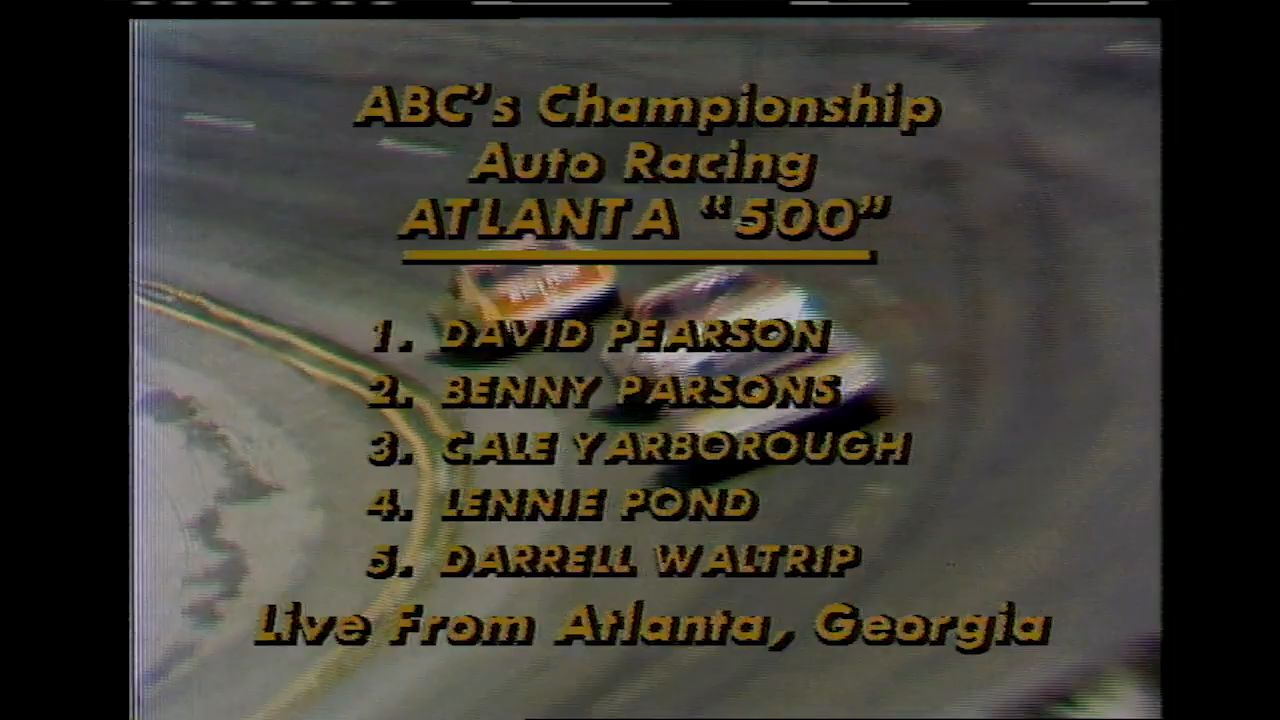 ABC's Championship
Auto Racing
ATLANTA “500”
1. DAVID PEARSON
2. BENNY PARSONS
3. CALE YARBOROUGH
4. LENNIE POND
5. DARRELL WALTRIP
Live From Atlanta, Georgia